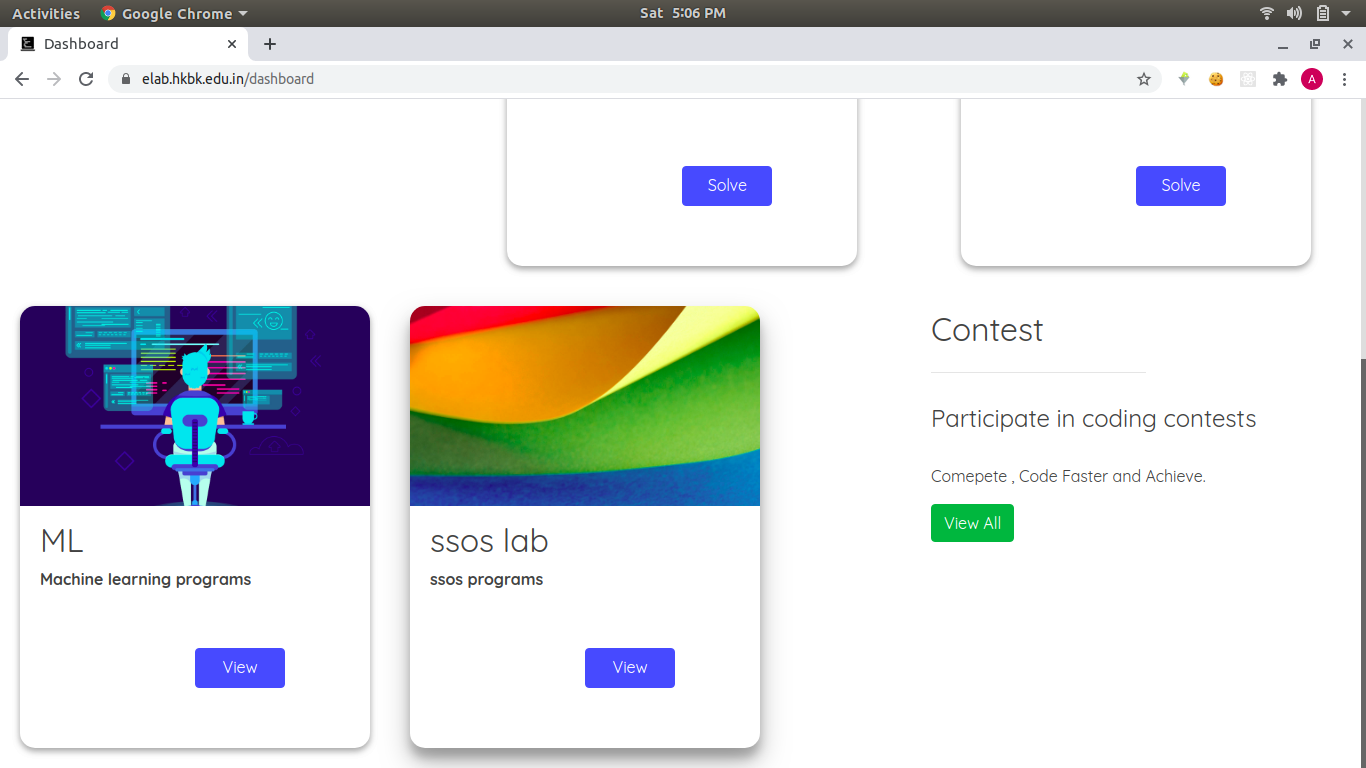 Activities Google Chrome Sat 5:06 PM
Dashboard
elab.hkbk.edu.in/dashboard A
Solve Solve
Contest
Participate in coding contests
Comepete , Code Faster and Achieve.
View All
ML
Machine learning programs
View
ssos lab
ssos programs
View